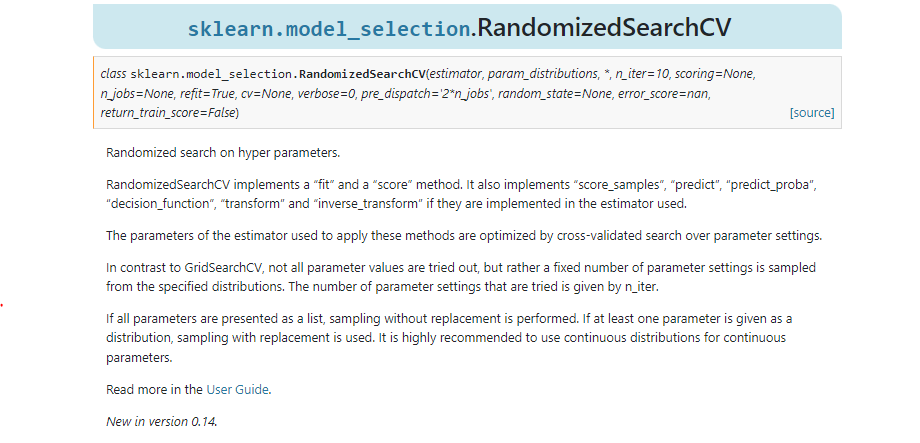 sklearn.model_selection.RandomizedSearchCV
class sklearn.model_selection.RandomizedSearchCV(estimator, param_distributions, *, n_iter=10, scoring=None,
n_jobs=None, refit=True, cv=None, verbose=0, pre_dispatch='2*n_jobs', random_state=None, error_score=nan,
return_train_score=False) [source]
Randomized search on hyper parameters.
RandomizedSearchCV implements a “fit” and a “score” method. It also implements “score_samples”, “predict”, “predict_proba”,
“decision_function”, “transform” and “inverse_transform” if they are implemented in the estimator used.
The parameters of the estimator used to apply these methods are optimized by cross-validated search over parameter settings.
In contrast to GridSearchCV, not all parameter values are tried out, but rather a fixed number of parameter settings is sampled
from the specified distributions. The number of parameter settings that are tried is given by n_iter.
If all parameters are presented as a list, sampling without replacement is performed. If at least one parameter is given as a
distribution, sampling with replacement is used. It is highly recommended to use continuous distributions for continuous
parameters.
Read more in the User Guide.
New in version 0.14.